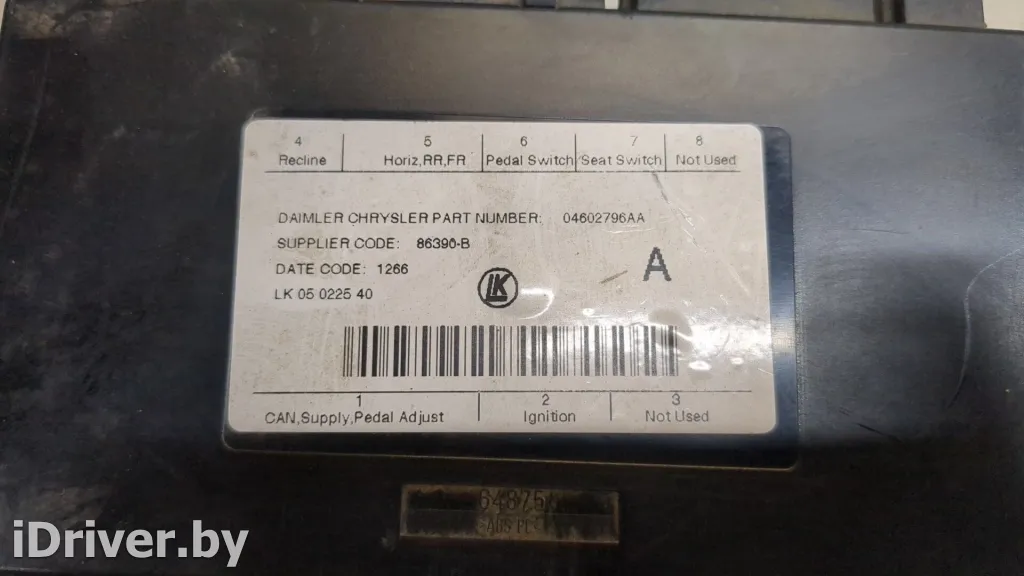 4 5 6 7 8
Recline Horiz,RR,FR Pedal Switch Seat Switch Not Used
DAIMLER CHRYSLER PART NUMBER: 04602796AA
SUPPLIER CODE: 86390-B
DATE CODE: 1266
A
LK 05 0225 40
LK
1 2 3
CAN,Supply,Pedal Adjust Ignition Not Used
iDriver.by